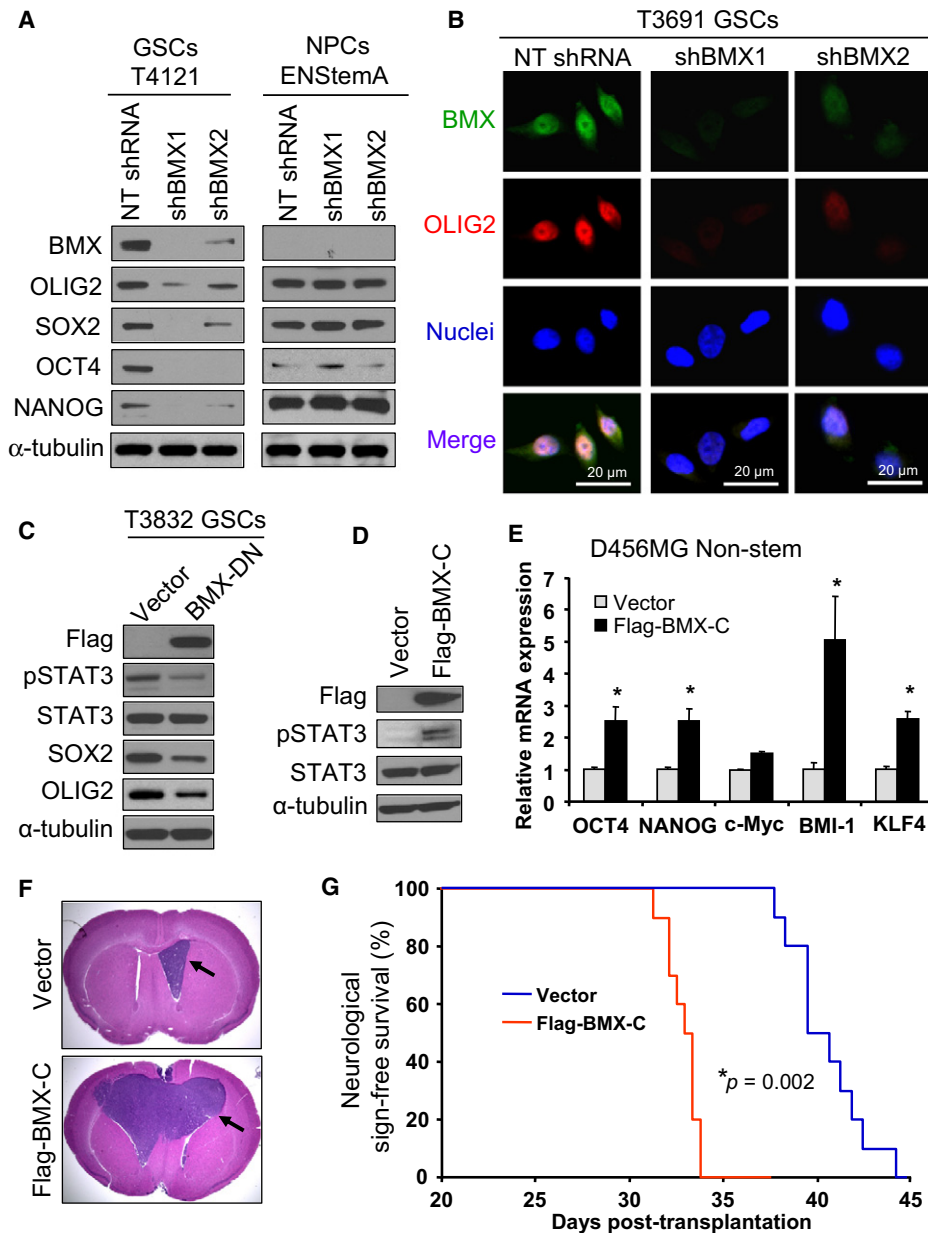 A
GSCs
T4121
NPCs
ENStemA
NT shRNA
shBMX1
shBMX2
NT shRNA
shBMX1
shBMX2
BMX
OLIG2
SOX2
OCT4
NANOG
α-tubulin
B
T3691 GSCs
NT shRNA
shBMX1
shBMX2
BMX
OLIG2
Nuclei
Merge
20 μm
20 μm
20 μm
C
T3832 GSCs
Vector
BMX-DN
Flag
pSTAT3
STAT3
SOX2
OLIG2
α-tubulin
D
Vector
Flag-BMX-C
Flag
pSTAT3
STAT3
α-tubulin
E
D456MG Non-stem
Vector
Flag-BMX-C
Relative mRNA expression
7
6
5
4
3
2
1
0
*
*
*
*
OCT4 NANOG c-Myc BMI-1 KLF4
F
Vector
Flag-BMX-C
G
Neurological
sign-free survival (%)
100
80
60
40
20
0
Vector
Flag-BMX-C
*p = 0.002
20 25 30 35 40 45
Days post-transplantation